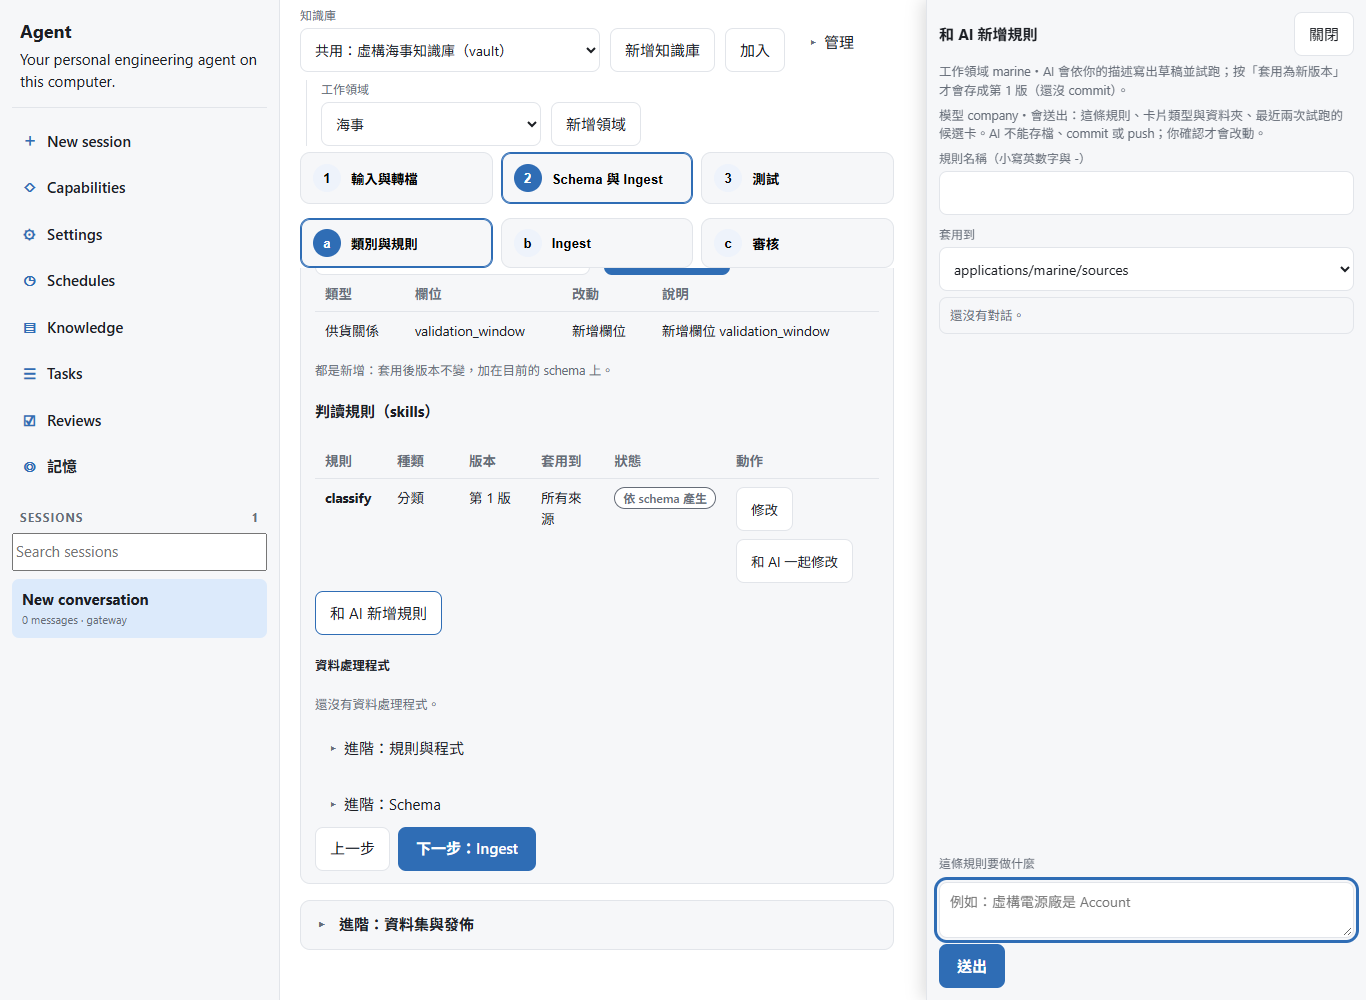 Agent
Your personal engineering agent on
this computer.
New session
Capabilities
Settings
Schedules
Knowledge
Tasks
Reviews
記憶
SESSIONS 1
Search sessions
New conversation
0 messages · gateway
知識庫
共用：虛構海事知識庫（vault）
新增知識庫
加入
管理
工作領域
海事
新增領域
1 輸入與轉檔
2 Schema 與 Ingest
3 測試
a 類別與規則
b Ingest
c 審核
類型 欄位 改動 說明
供貨關係 validation_window 新增欄位 新增欄位 validation_window
都是新增：套用後版本不變，加在目前的 schema 上。
判讀規則（skills）
規則 種類 版本 套用到 狀態 動作
classify 分類 第 1 版 所有來源 依 schema 產生 修改
和 AI 一起修改
和 AI 新增規則
資料處理程式
還沒有資料處理程式。
進階：規則與程式
進階：Schema
上一步
下一步：Ingest
進階：資料集與發佈
和 AI 新增規則
關閉
工作領域 marine・AI 會依你的描述寫出草稿並試跑；按「套用為新版本」
才會存成第 1 版（還沒 commit）。
模型 company・會送出：這條規則、卡片類型與資料夾、最近兩次試跑的
候選卡。AI 不能存檔、commit 或 push；你確認才會改動。
規則名稱（小寫英數字與 -）
套用到
applications/marine/sources
還沒有對話。
這條規則要做什麼
例如：虛構電源廠是 Account
送出